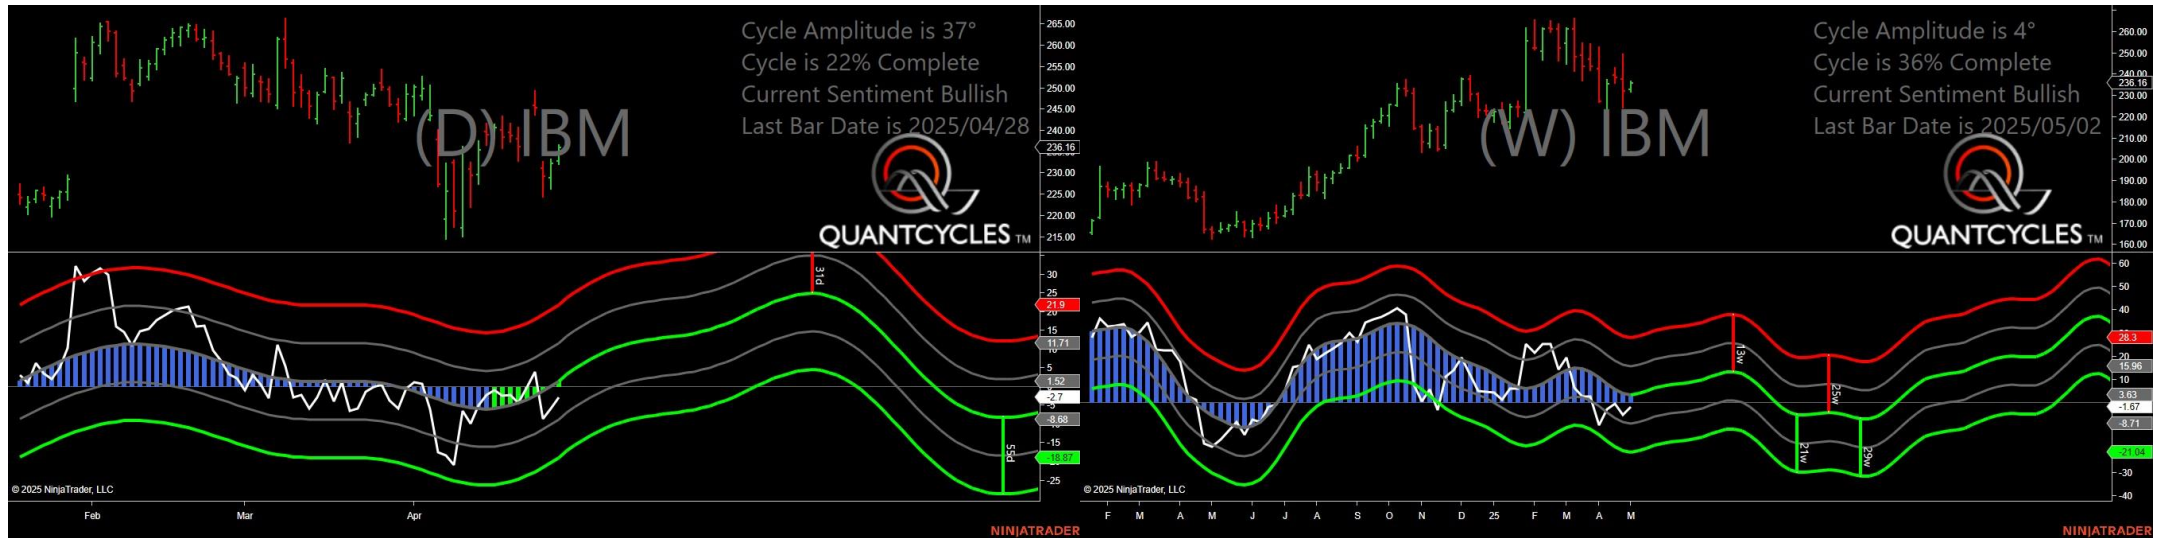 Cycle Amplitude is 37°
Cycle is 22% Complete
Current Sentiment Bullish
Last Bar Date is 2025/04/28
(D) IBM
QUANTCYCLES TM
265.00
260.00
255.00
250.00
245.00
240.00
236.16
230.00
225.00
220.00
215.00
31d
55d
30
25
21.9
15
11.71
5
1.52
-2.7
-5
-8.68
-15
-18.87
-25
© 2025 NinjaTrader, LLC
Feb
Mar
Apr
NINJATRADER
Cycle Amplitude is 4°
Cycle is 36% Complete
Current Sentiment Bullish
Last Bar Date is 2025/05/02
(W) IBM
QUANTCYCLES TM
260.00
250.00
240.00
236.16
230.00
220.00
210.00
200.00
190.00
180.00
170.00
160.00
13w
25w
21w
29w
60
50
40
28.3
20
15.96
10
3.63
-1.67
-8.71
-21.04
-30
-40
© 2025 NinjaTrader, LLC
F
M
A
M
J
J
A
S
O
N
D
25
F
M
A
M
NINJATRADER